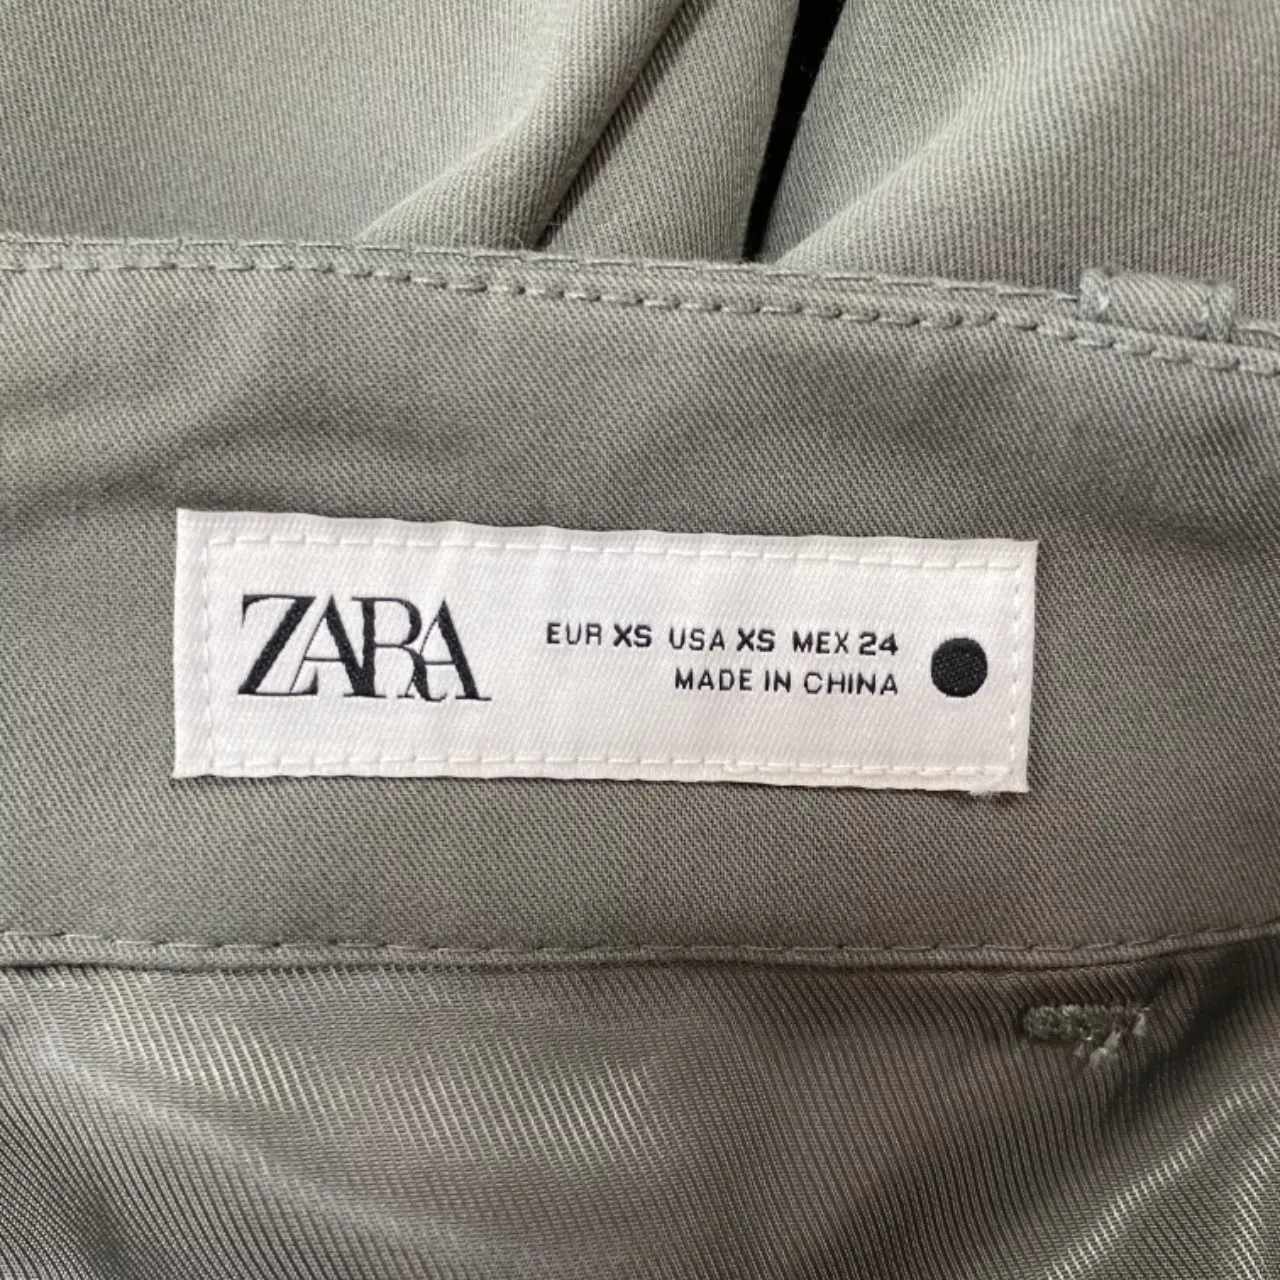 ZARA
EUR XS USA XS MEX 24
MADE IN CHINA